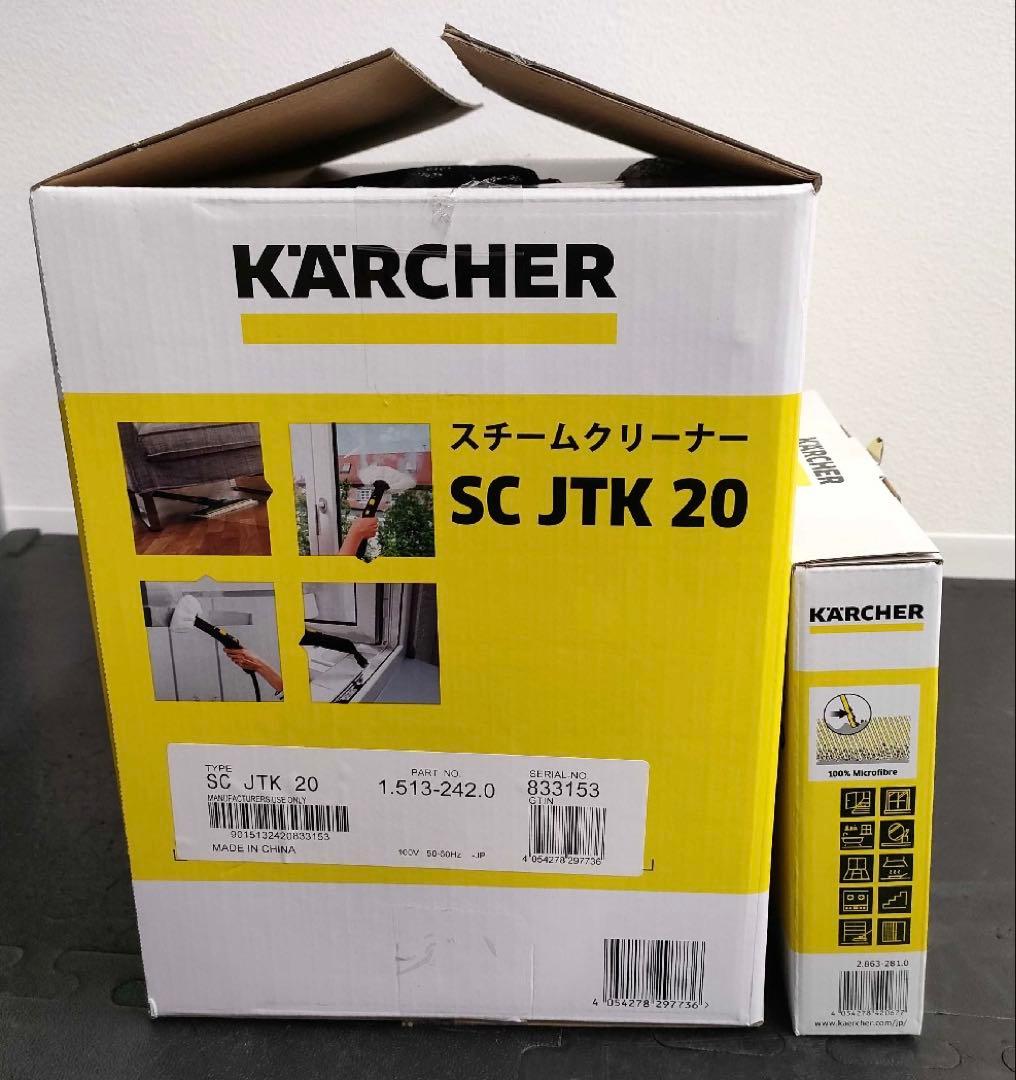 KÄRCHER
スチームクリーナー
SC JTK 20
TYPE
SC JTK 20
PART NO.
1.513-242.0
SERIAL-NO
833153
MANUFACTURERS USE ONLY
GTIN
9015132420833153
MADE IN CHINA
100V 50-60Hz -JP
4 054278 297736
4 054278 297736 >
KÄRCHER
KÄRCHER
100% Microfibre
2.863-281.0
www.kaercher.com/jp/